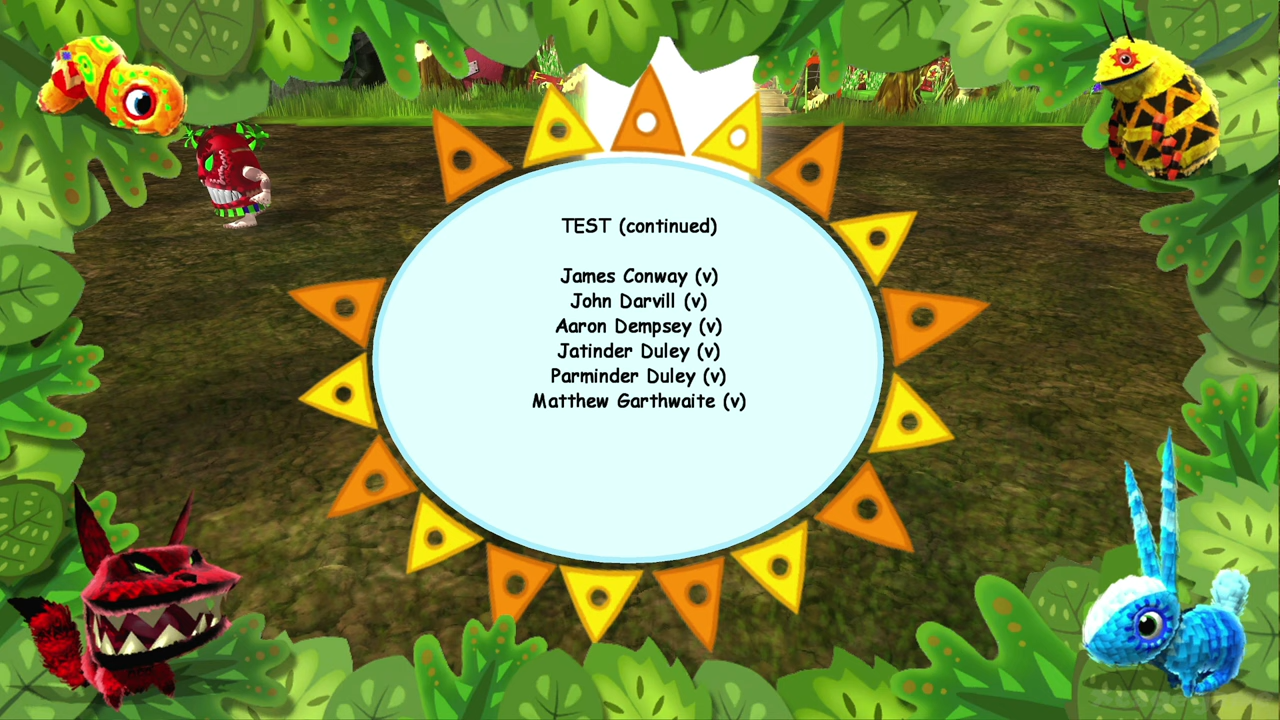 TEST (continued)
James Conway (v)
John Darvill (v)
Aaron Dempsey (v)
Jatinder Duley (v)
Parminder Duley (v)
Matthew Garthwaite (v)